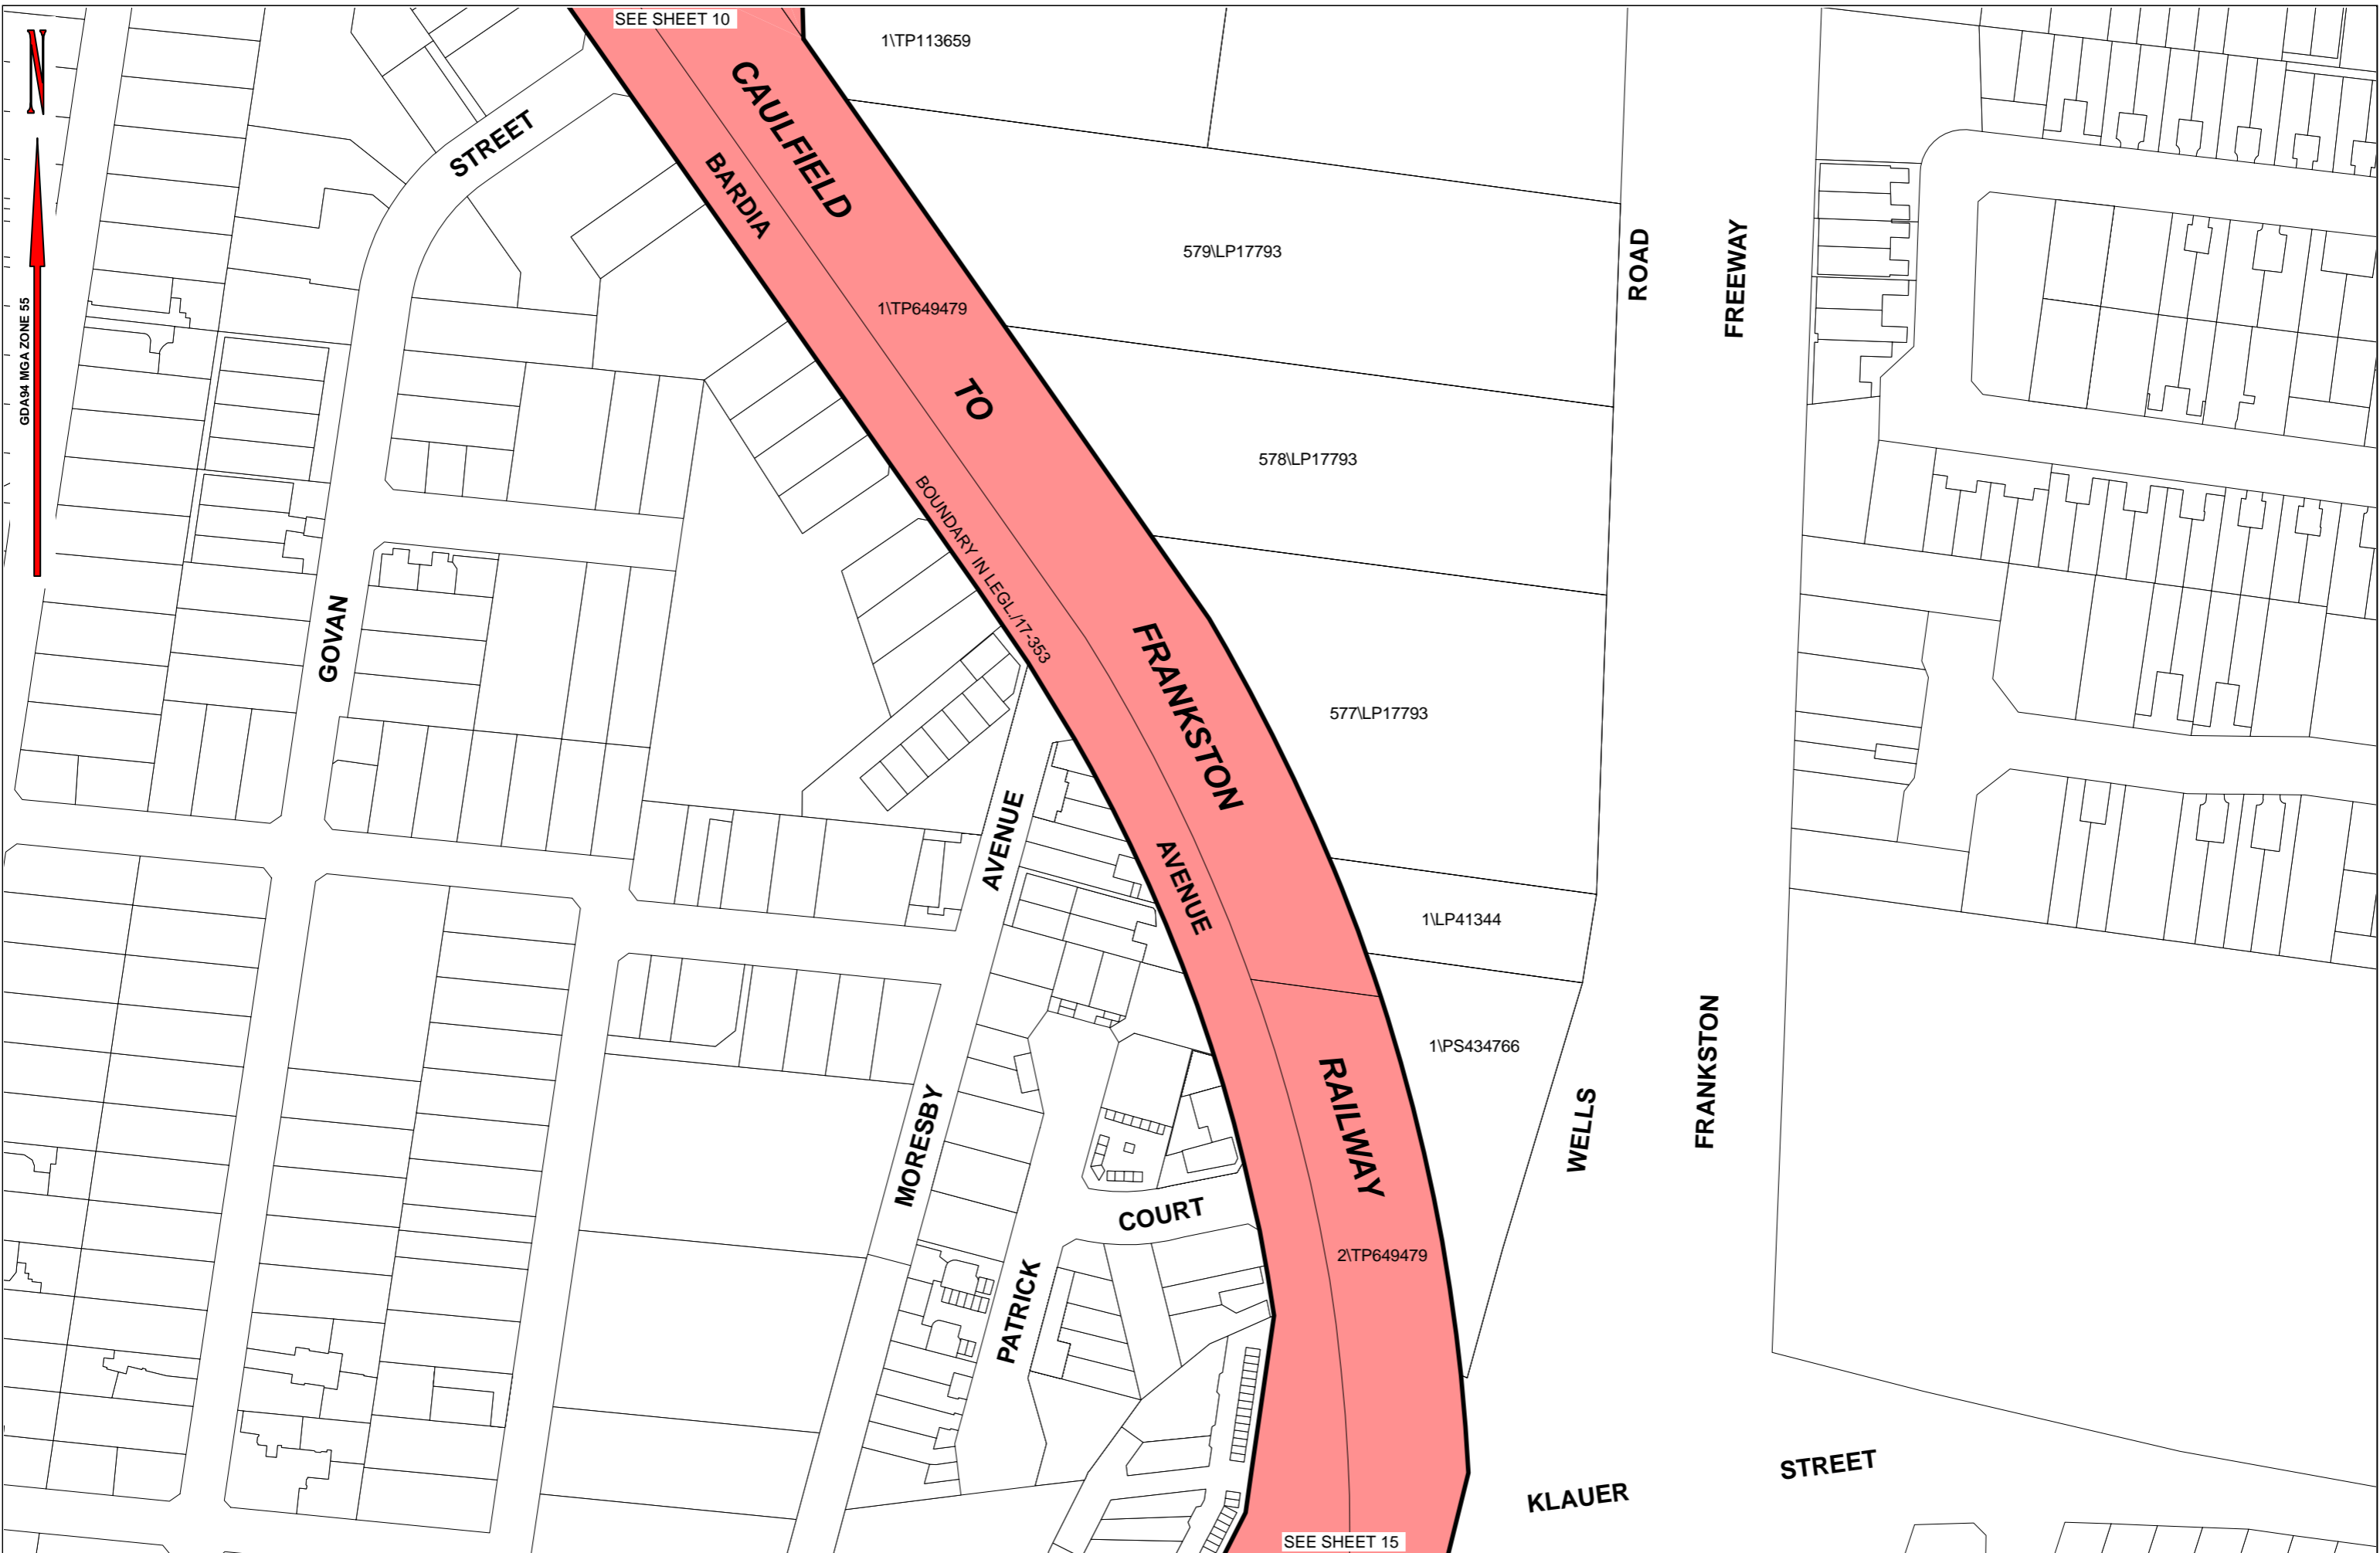 SEE SHEET 10
N
GDA94 MGA ZONE 55
1\TP113659
STREET
CAULFIELD
BARDIA
579\LP17793
ROAD
FREEWAY
1\TP649479
TO
578\LP17793
BOUNDARY IN LEGL./17-353
GOVAN
FRANKSTON
577\LP17793
AVENUE
AVENUE
1\LP41344
1\PS434766
FRANKSTON
WELLS
RAILWAY
MORESBY
COURT
2\TP649479
PATRICK
STREET
KLAUER
SEE SHEET 15